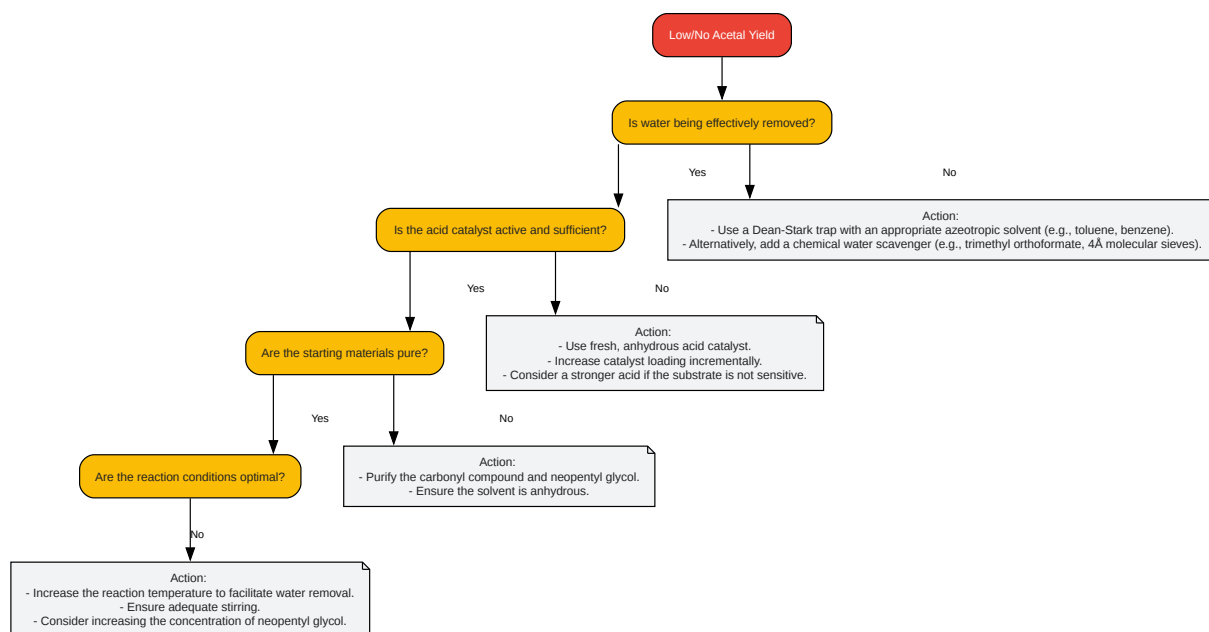 Low/No Acetal Yield
Is water being effectively removed?
Yes
No
Is the acid catalyst active and sufficient?
Action:
- Use a Dean-Stark trap with an appropriate azeotropic solvent (e.g., toluene, benzene).
- Alternatively, add a chemical water scavenger (e.g., trimethyl orthoformate, 4Å molecular sieves).
Yes
No
Are the starting materials pure?
Action:
- Use fresh, anhydrous acid catalyst.
- Increase catalyst loading incrementally.
- Consider a stronger acid if the substrate is not sensitive.
Yes
No
Are the reaction conditions optimal?
Action:
- Purify the carbonyl compound and neopentyl glycol.
- Ensure the solvent is anhydrous.
No
Action:
- Increase the reaction temperature to facilitate water removal.
- Ensure adequate stirring.
- Consider increasing the concentration of neopentyl glycol.